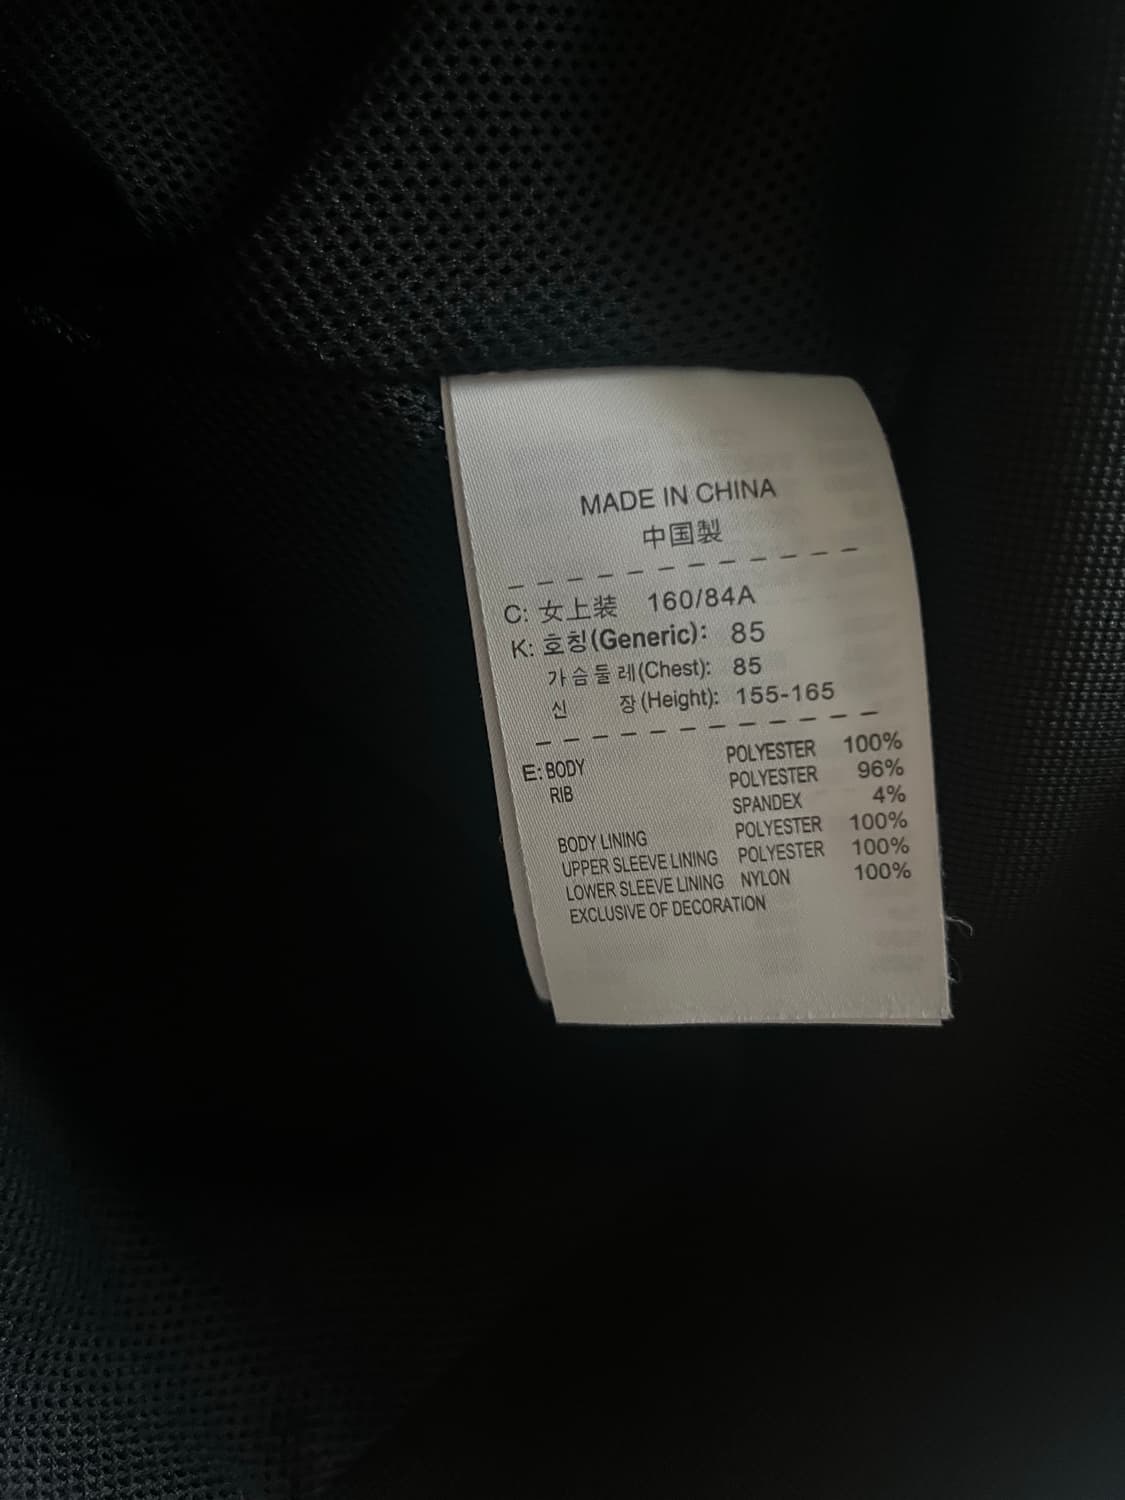 MADE IN CHINA
中国製
C: 女上装 160/84A
K: 호칭(Generic): 85
가슴둘레(Chest): 85
신 장(Height): 155-165
E: BODY POLYESTER 100%
RIB POLYESTER 96%
SPANDEX 4%
BODY LINING POLYESTER 100%
UPPER SLEEVE LINING POLYESTER 100%
LOWER SLEEVE LINING NYLON 100%
EXCLUSIVE OF DECORATION